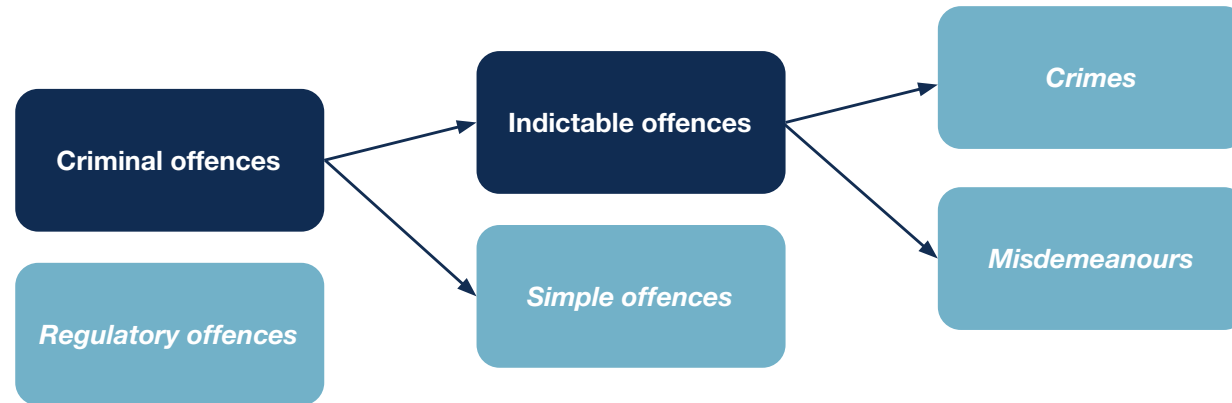 Criminal offences
Regulatory offences
Indictable offences
Simple offences
Crimes
Misdemeanours